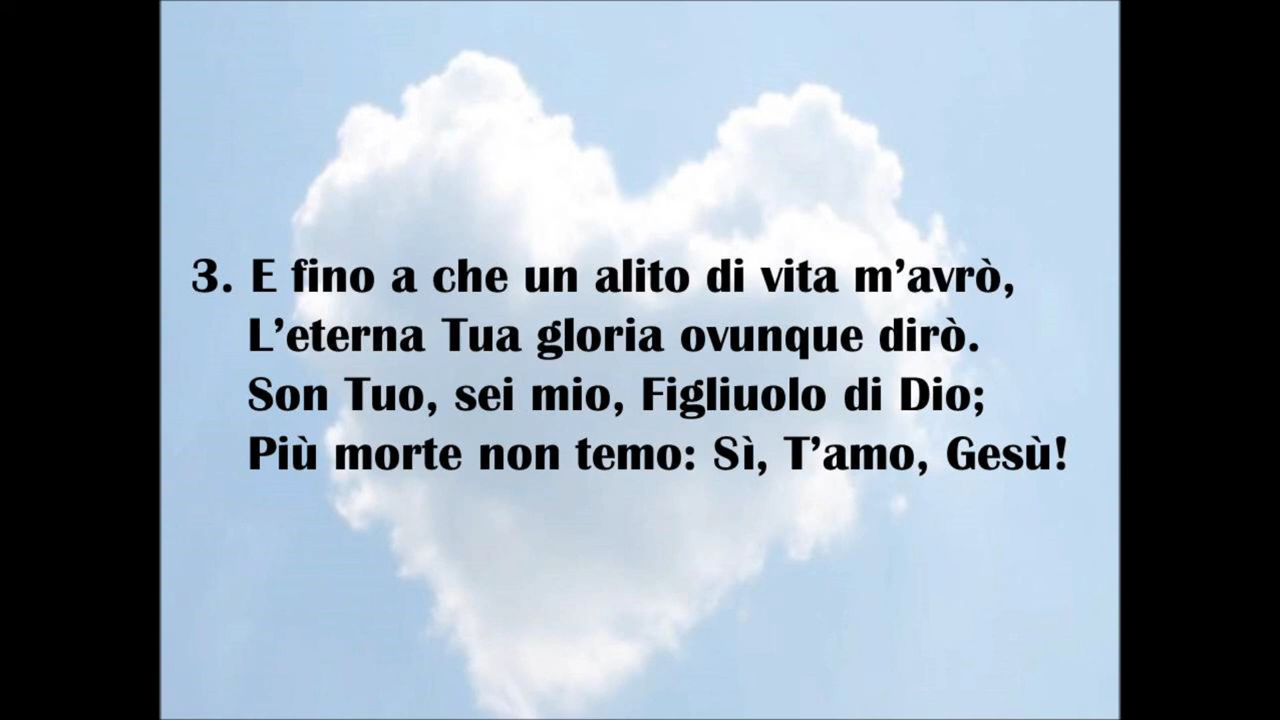 3. E fino a che un alito di vita m’avrò,
L’eterna Tua gloria ovunque dirò.
Son Tuo, sei mio, Figliuolo di Dio;
Più morte non temo: Sì, T’amo, Gesù!